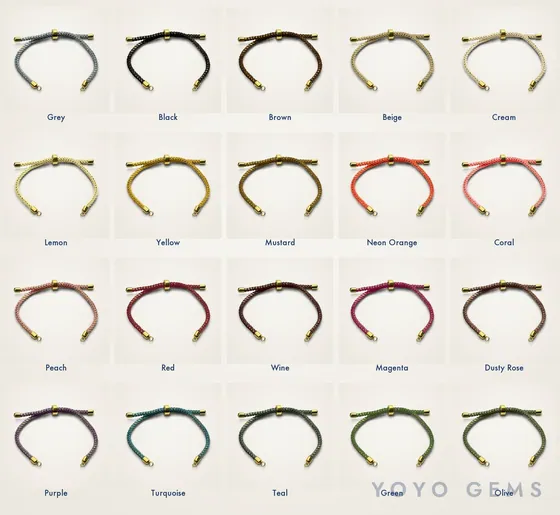 Grey Black Brown Beige Cream
Lemon Yellow Mustard Neon Orange Coral
Peach Red Wine Magenta Dusty Rose
Purple Turquoise Teal Green Olive
YOYO GEMS